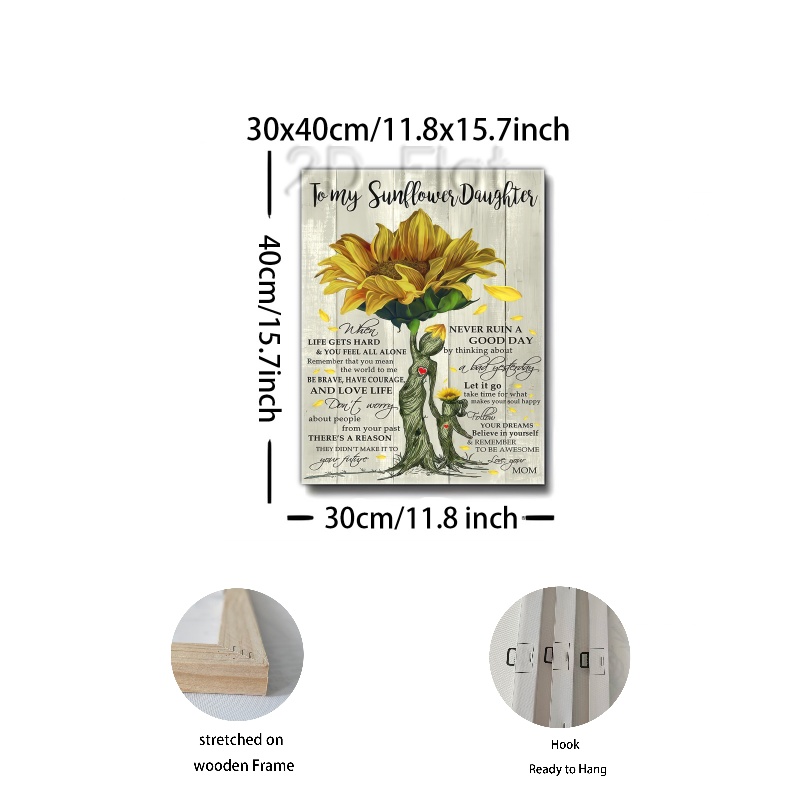 30x40cm/11.8x15.7inch
2D Flat
To my Sunflower Daughter
40cm/15.7inch
When
LIFE GETS HARD
& YOU FEEL ALL ALONE
Remember that you mean
the world to me
BE BRAVE, HAVE COURAGE,
AND LOVE LIFE
Don't worry
about people
from your past
THERE'S A REASON
THEY DIDN'T MAKE IT TO
your future
NEVER RUIN A
GOOD DAY
by thinking about
a bad yesterday
Let it go
take time for what
makes your soul happy
Follow
YOUR DREAMS
Believe in yourself
& REMEMBER
TO BE AWESOME
Love your
MOM
30cm/11.8 inch
stretched on
wooden Frame
Hook
Ready to Hang